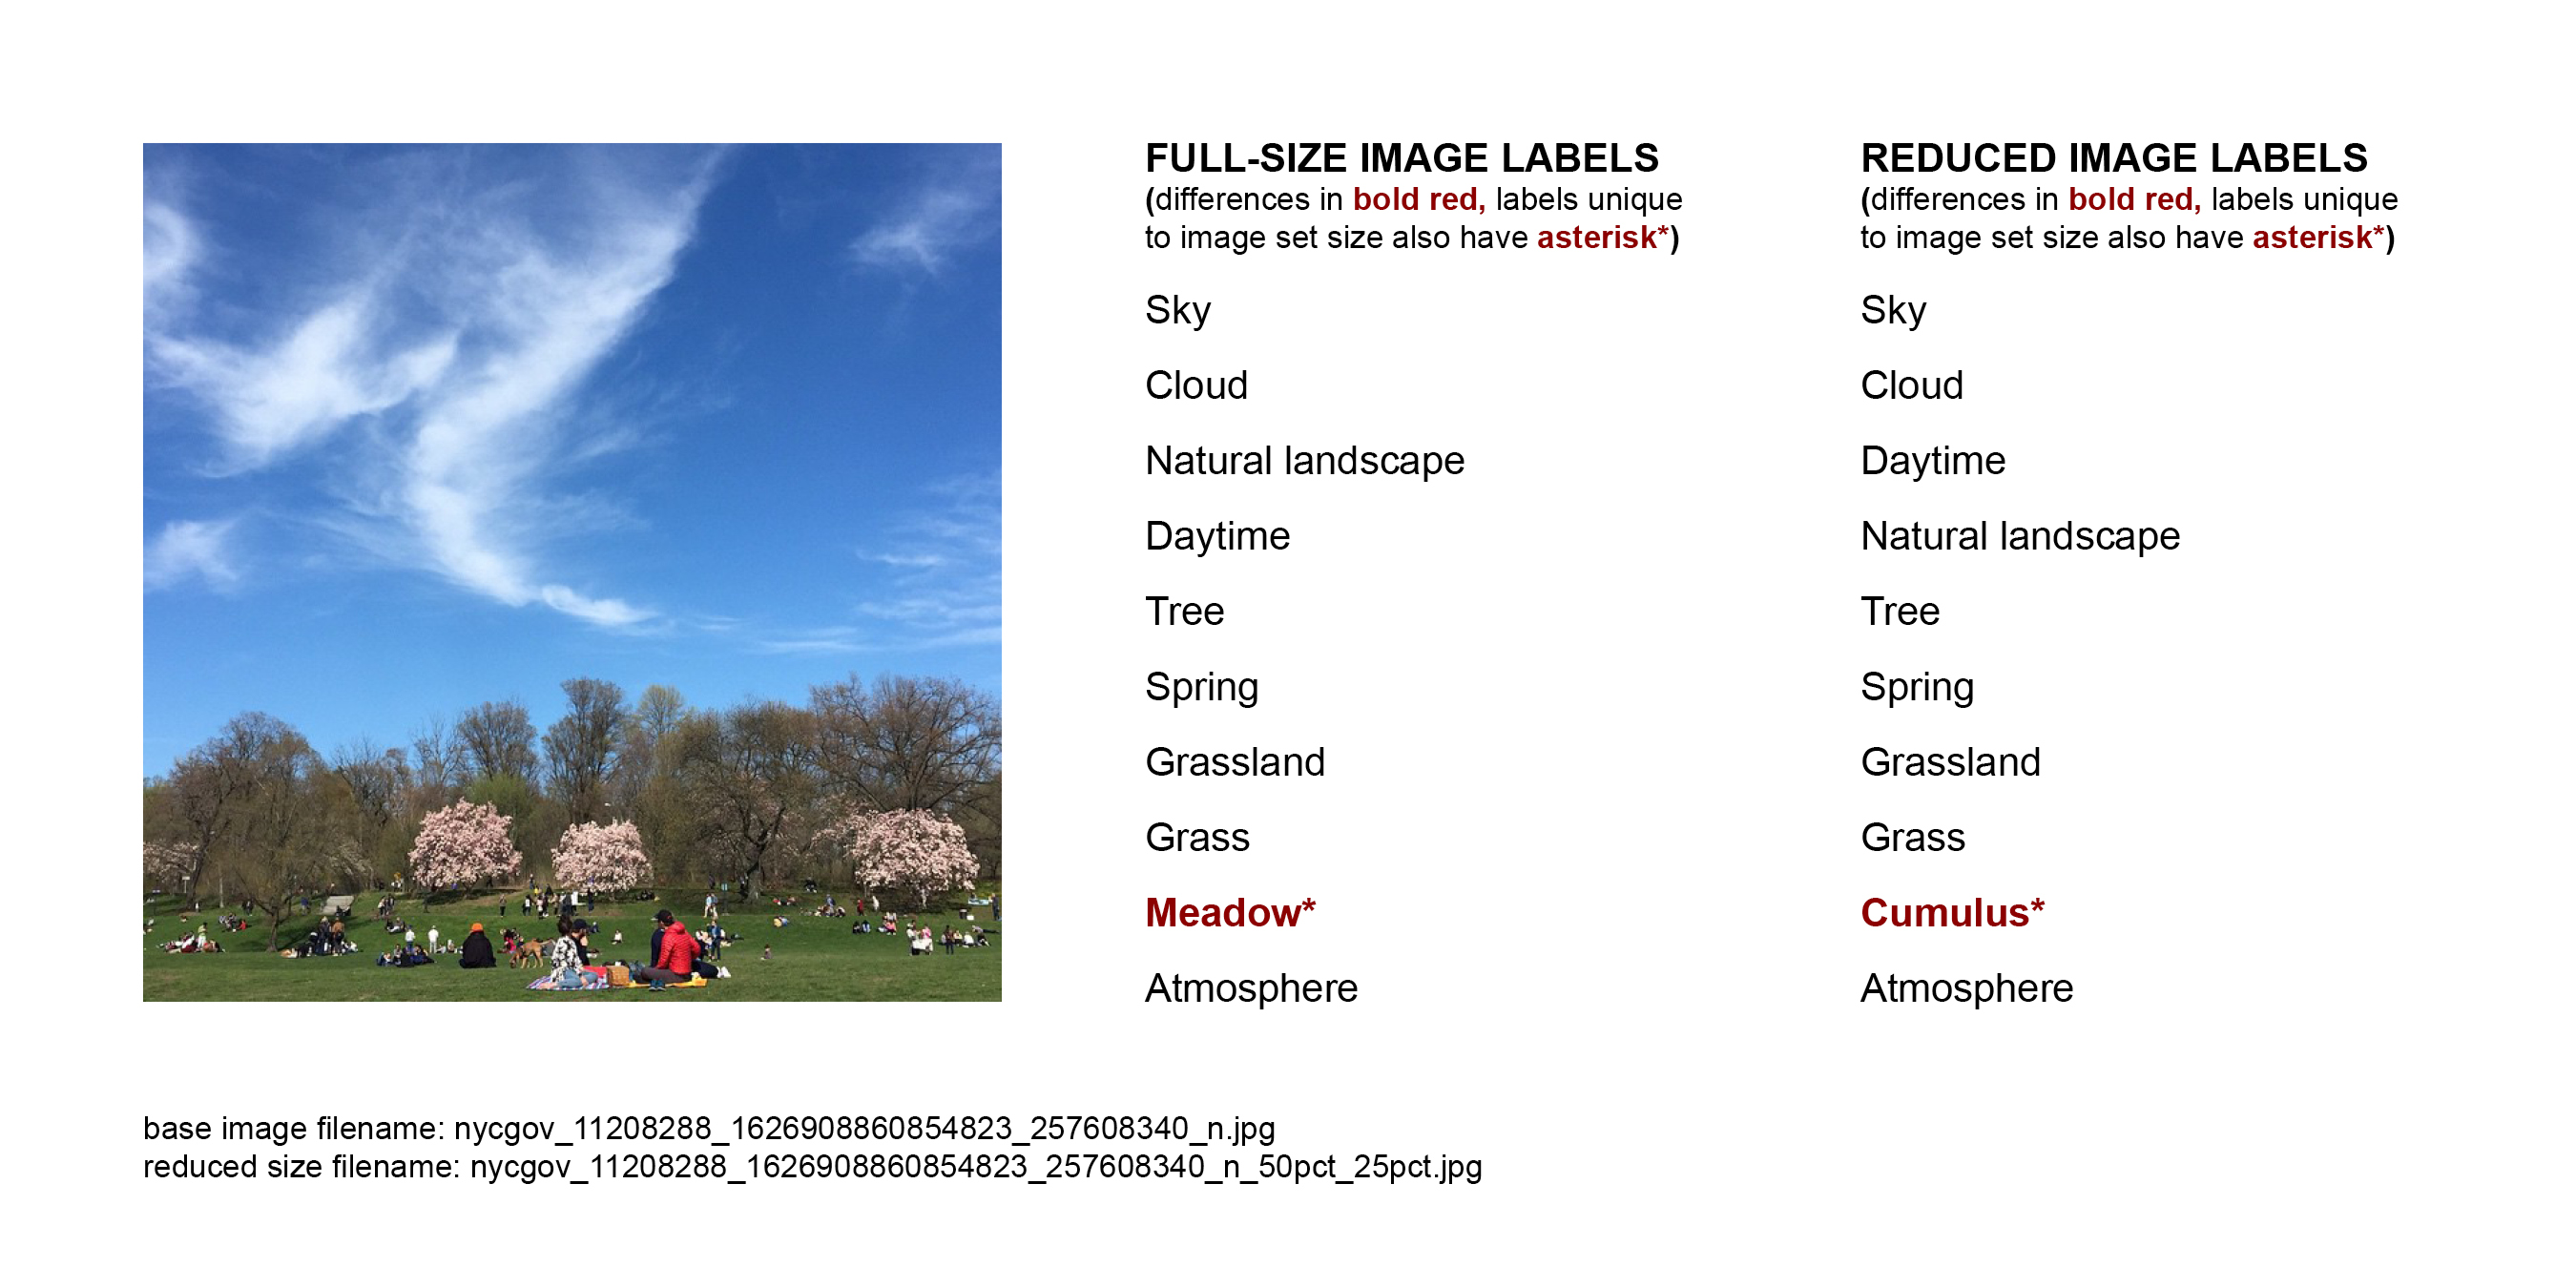 FULL-SIZE IMAGE LABELS
(differences in bold red, labels unique
to image set size also have asterisk*)
Sky
Cloud
Natural landscape
Daytime
Tree
Spring
Grassland
Grass
Meadow*
Atmosphere
REDUCED IMAGE LABELS
(differences in bold red, labels unique
to image set size also have asterisk*)
Sky
Cloud
Daytime
Natural landscape
Tree
Spring
Grassland
Grass
Cumulus*
Atmosphere
base image filename: nycgov_11208288_1626908860854823_257608340_n.jpg
reduced size filename: nycgov_11208288_1626908860854823_257608340_n_50pct_25pct.jpg